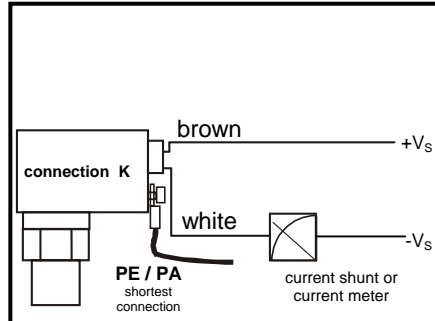 brown
+VS
connection K
white
-VS
PE / PA
shortest
connection
current shunt or
current meter